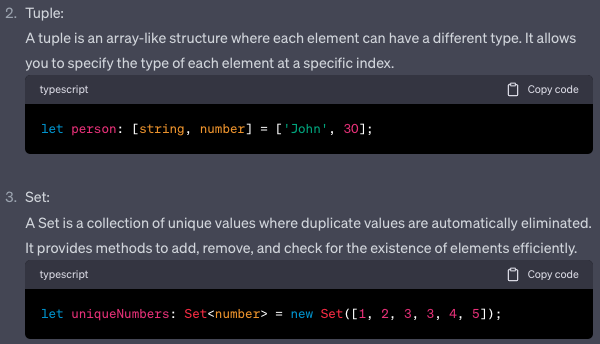 2. Tuple:
A tuple is an array-like structure where each element can have a different type. It allows
you to specify the type of each element at a specific index.
typescript Copy code
let person: [string, number] = ['John', 30];
3. Set:
A Set is a collection of unique values where duplicate values are automatically eliminated.
It provides methods to add, remove, and check for the existence of elements efficiently.
typescript Copy code
let uniqueNumbers: Set<number> = new Set([1, 2, 3, 3, 4, 5]);